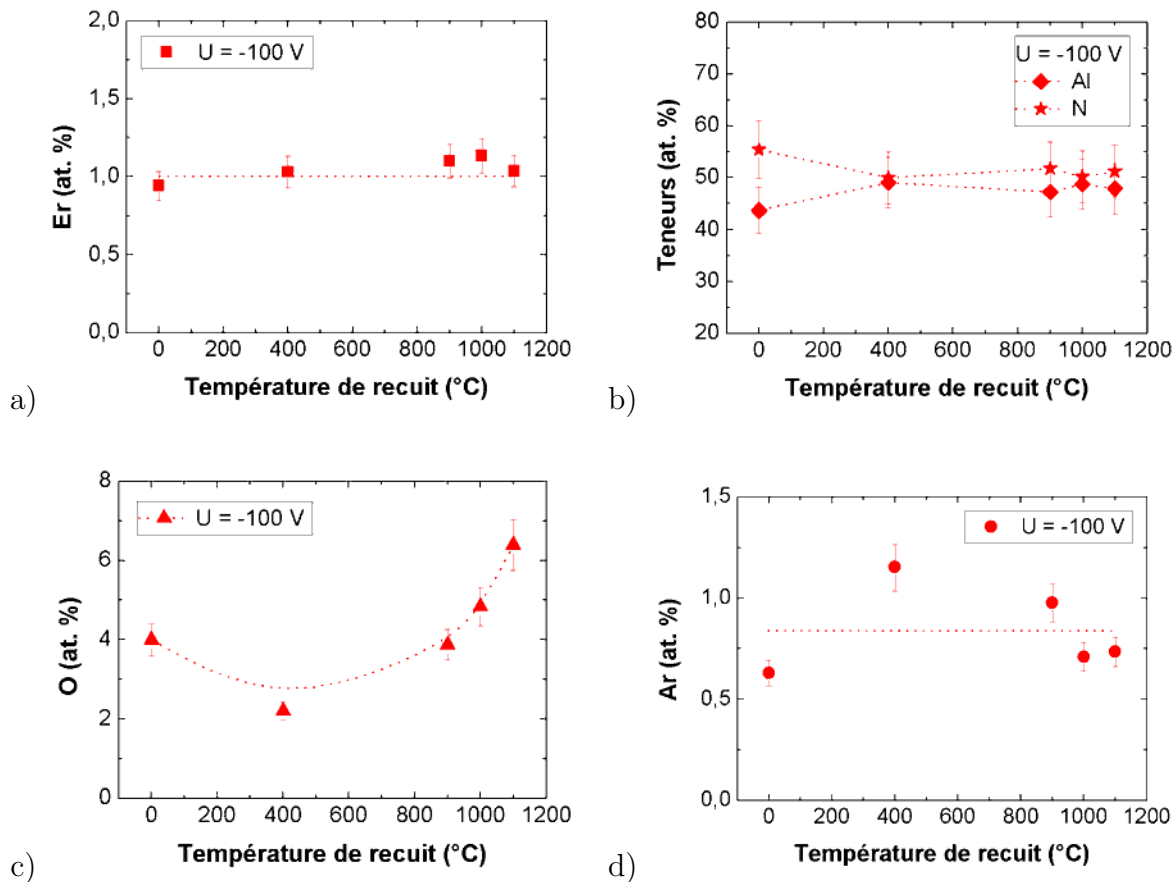 2,0
1,5
1,0
0,5
0,0
Er (at. %)
U = -100 V
0 200 400 600 800 1000 1200
Température de recuit (°C)
a)
80
70
60
50
40
30
20
Teneurs (at. %)
U = -100 V
Al
N
0 200 400 600 800 1000 1200
Température de recuit (°C)
b)
8
6
4
2
0
O (at. %)
U = -100 V
0 200 400 600 800 1000 1200
Température de recuit (°C)
c)
1,5
1,0
0,5
0,0
Ar (at. %)
U = -100 V
0 200 400 600 800 1000 1200
Température de recuit (°C)
d)